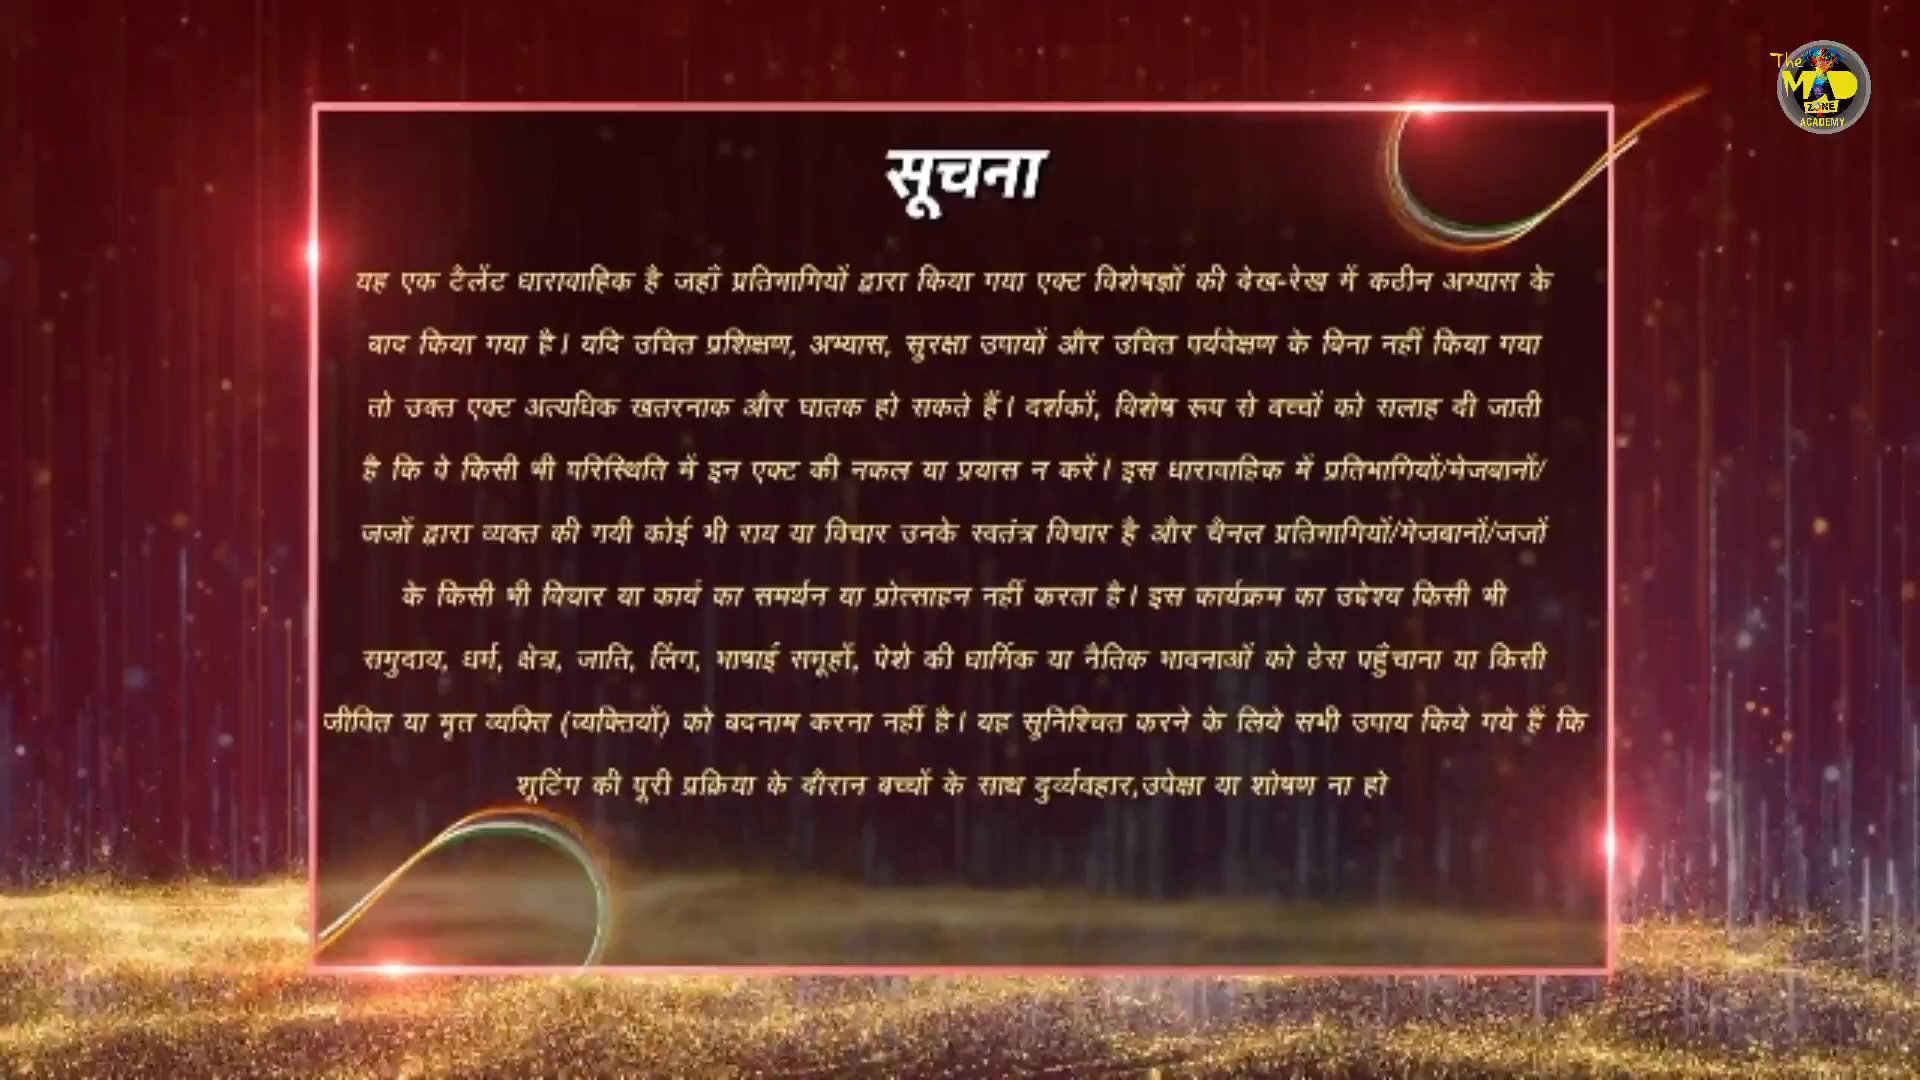 The
MAD
ZONE
ACADEMY
सूचना
यह एक टैलेंट धारावाहिक है जहाँ प्रतिभागियों द्वारा किया गया एक्ट विशेषज्ञों की देख-रेख में कठीन अभ्यास के
बाद किया गया है। यदि उचित प्रशिक्षण, अभ्यास, सुरक्षा उपायों और उचित पर्यवेक्षण के बिना नहीं किया गया
तो उक्त एक्ट अत्यधिक खतरनाक और घातक हो सकते हैं। दर्शकों, विशेष रूप से बच्चों को सलाह दी जाती
है कि वे किसी भी परिस्थिति में इन एक्ट की नकल या प्रयास न करें। इस धारावाहिक में प्रतिभागियों/मेजबानों/
जजों द्वारा व्यक्त की गयी कोई भी राय या विचार उनके स्वतंत्र विचार है और चैनल प्रतिभागियों/मेजबानों/जजों
के किसी भी विचार या कार्य का समर्थन या प्रोत्साहन नहीं करता है। इस कार्यक्रम का उद्देश्य किसी भी
समुदाय, धर्म, क्षेत्र, जाति, लिंग, भाषाई समूहों, पेशे की धार्मिक या नैतिक भावनाओं को ठेस पहुँचाना या किसी
जीवित या मृत व्यक्ति (व्यक्तियों) को बदनाम करना नहीं है। यह सुनिश्चित करने के लिये सभी उपाय किये गये हैं कि
शूटिंग की पूरी प्रक्रिया के दौरान बच्चों के साथ दुर्व्यवहार,उपेक्षा या शोषण ना हो